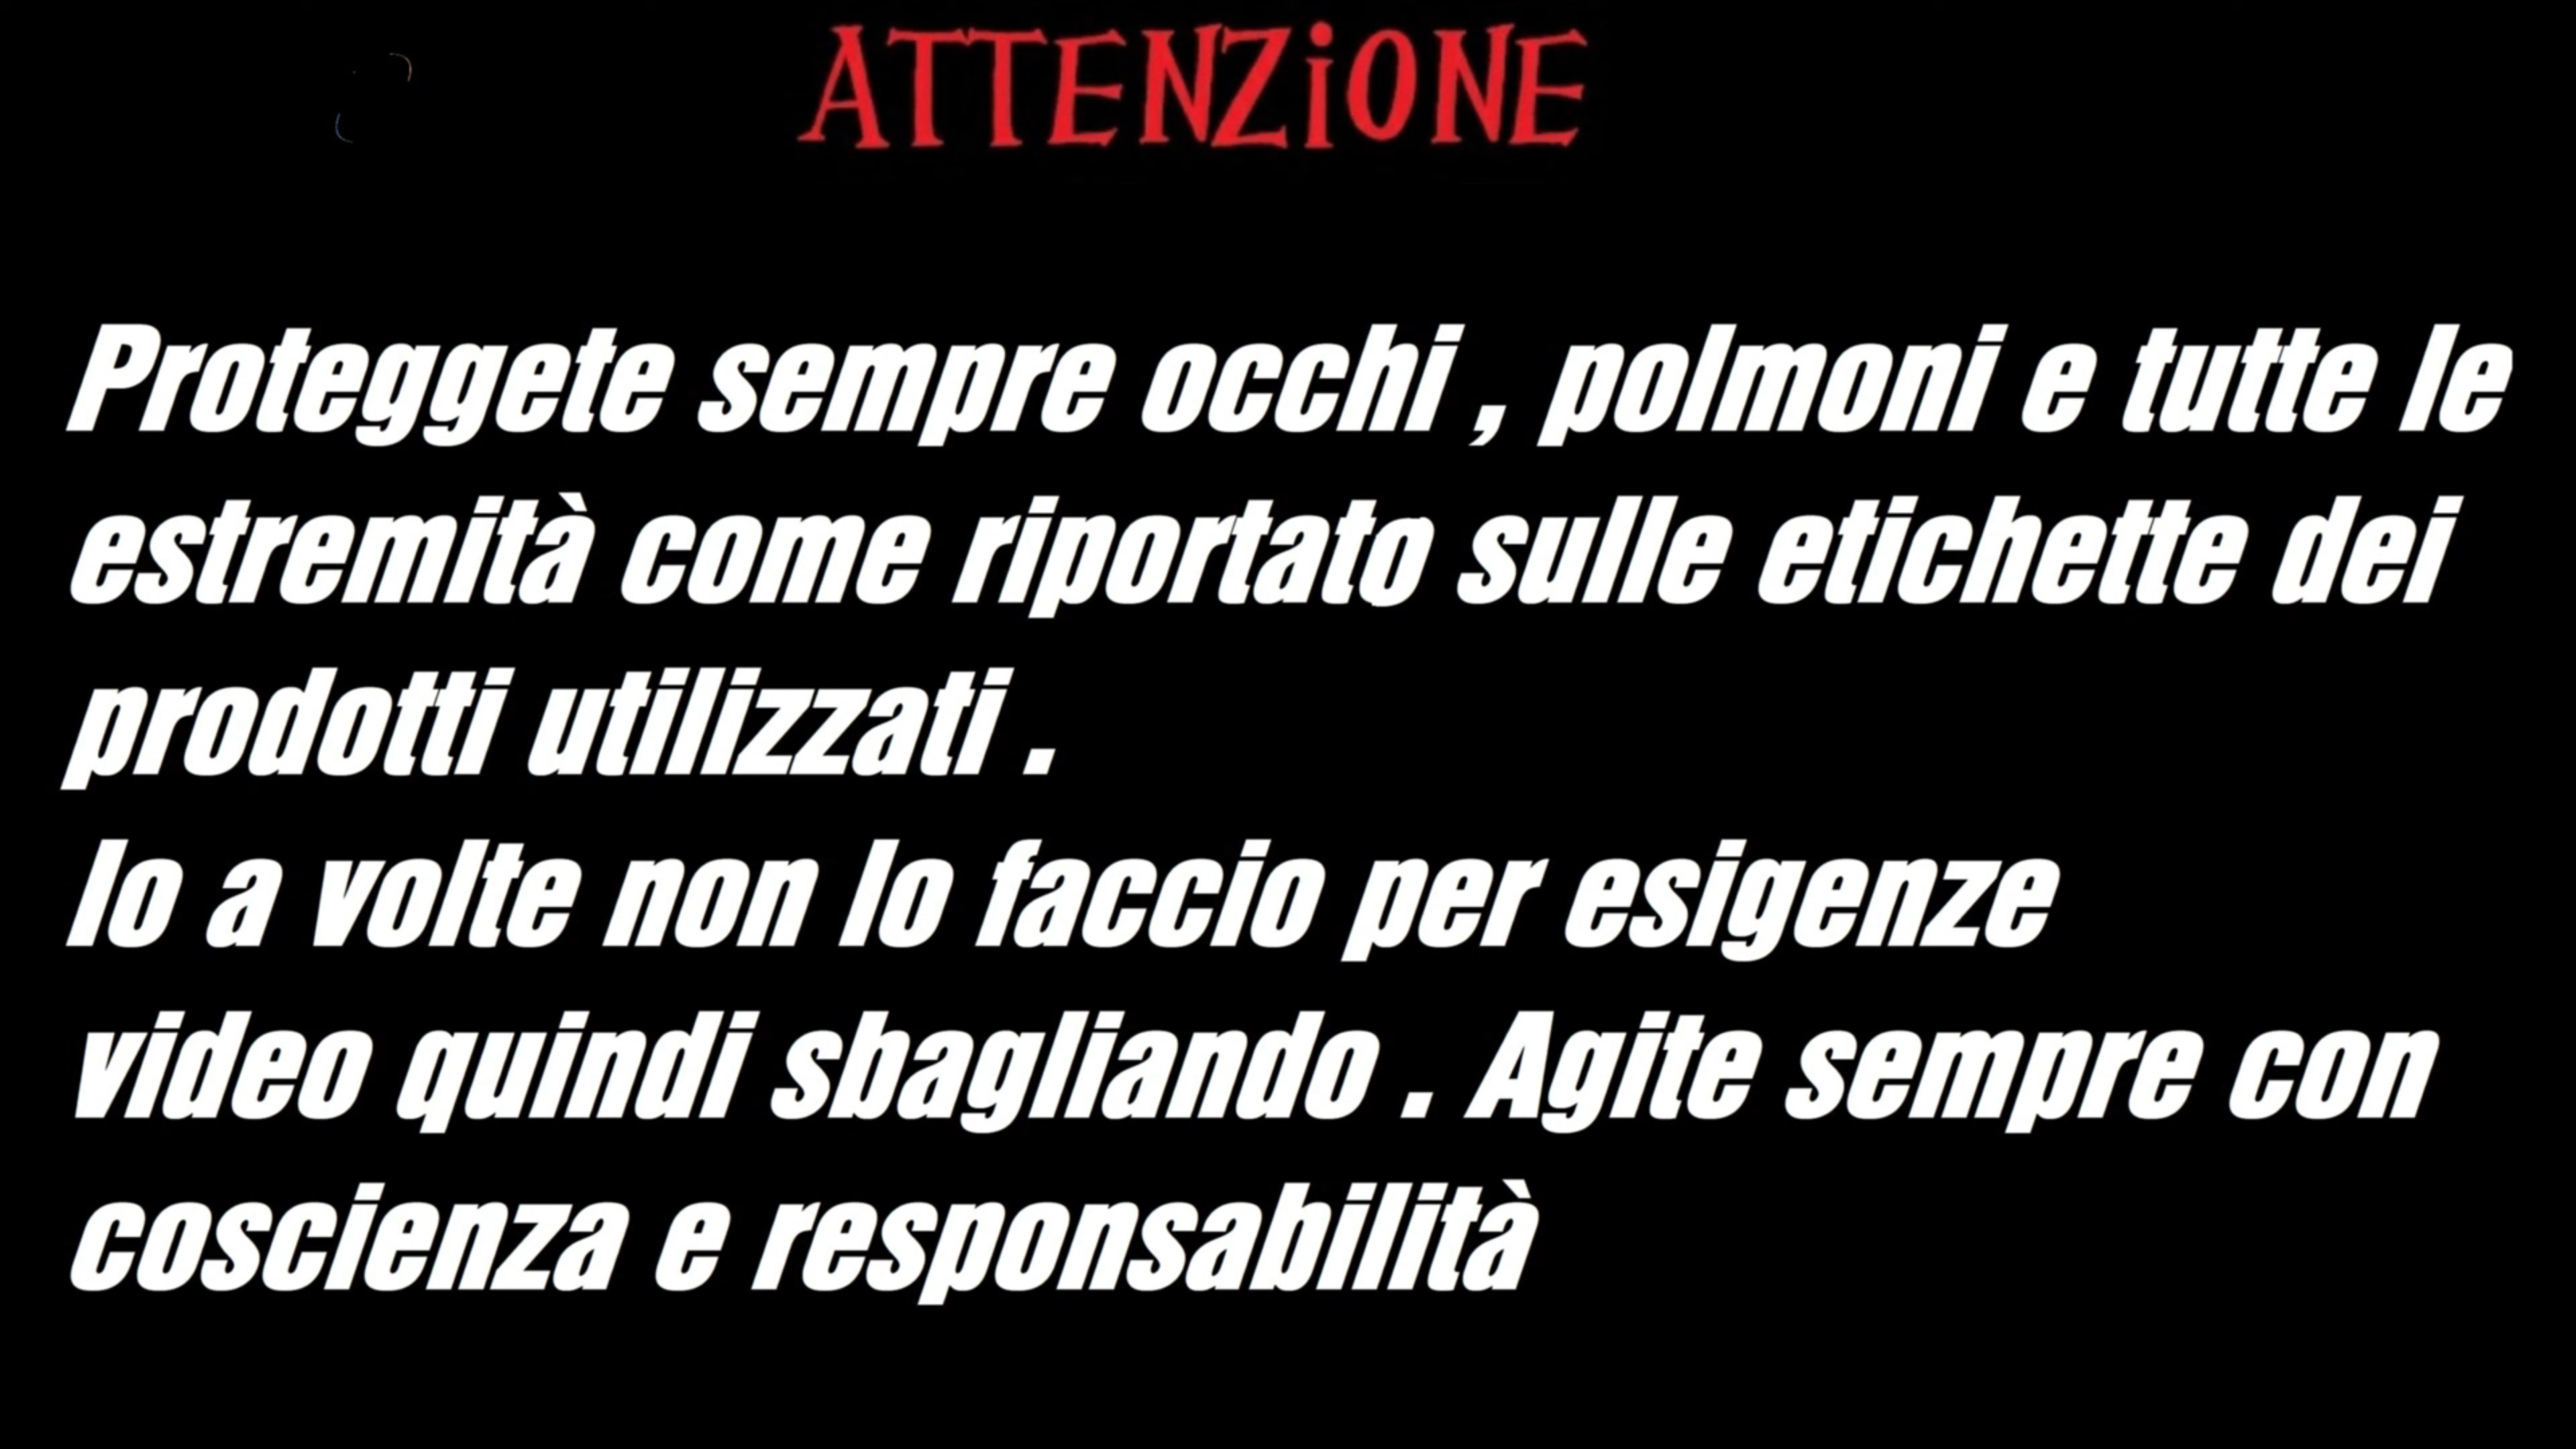 ATTENZiONE
Proteggete sempre occhi , polmoni e tutte le
estremità come riportato sulle etichette dei
prodotti utilizzati .
Io a volte non lo faccio per esigenze
video quindi sbagliando . Agite sempre con
coscienza e responsabilità